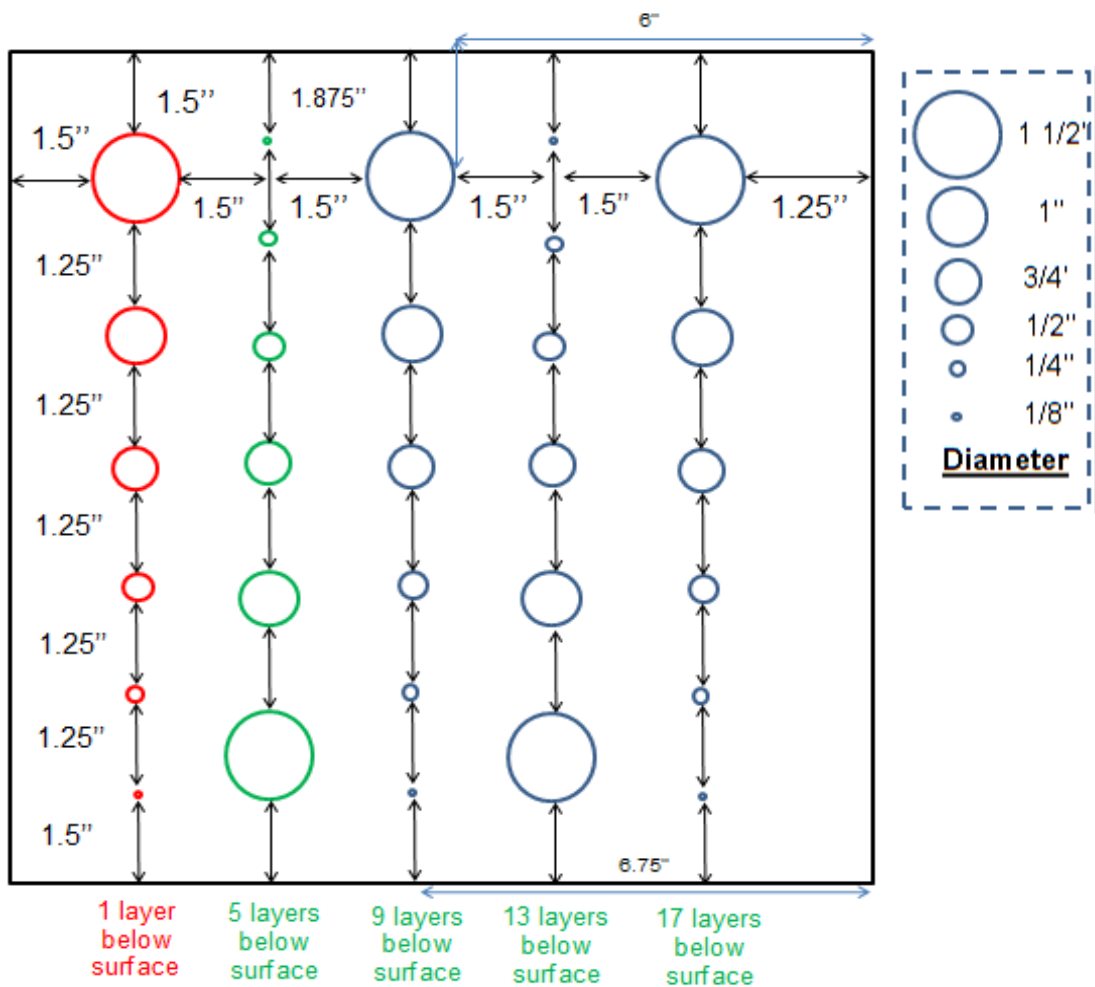 6"
1.5’’
1.875’’
1.5’’
1.5’’
1.5’’
1.5’’
1.5’’
1.25’’
1.25’’
1.25’’
1.25’’
1.25’’
1.25’’
1.5’’
6.75"
1 1/2'
1"
3/4'
1/2"
1/4"
1/8"
Diameter
1 layer
below
surface
5 layers
below
surface
9 layers
below
surface
13 layers
below
surface
17 layers
below
surface